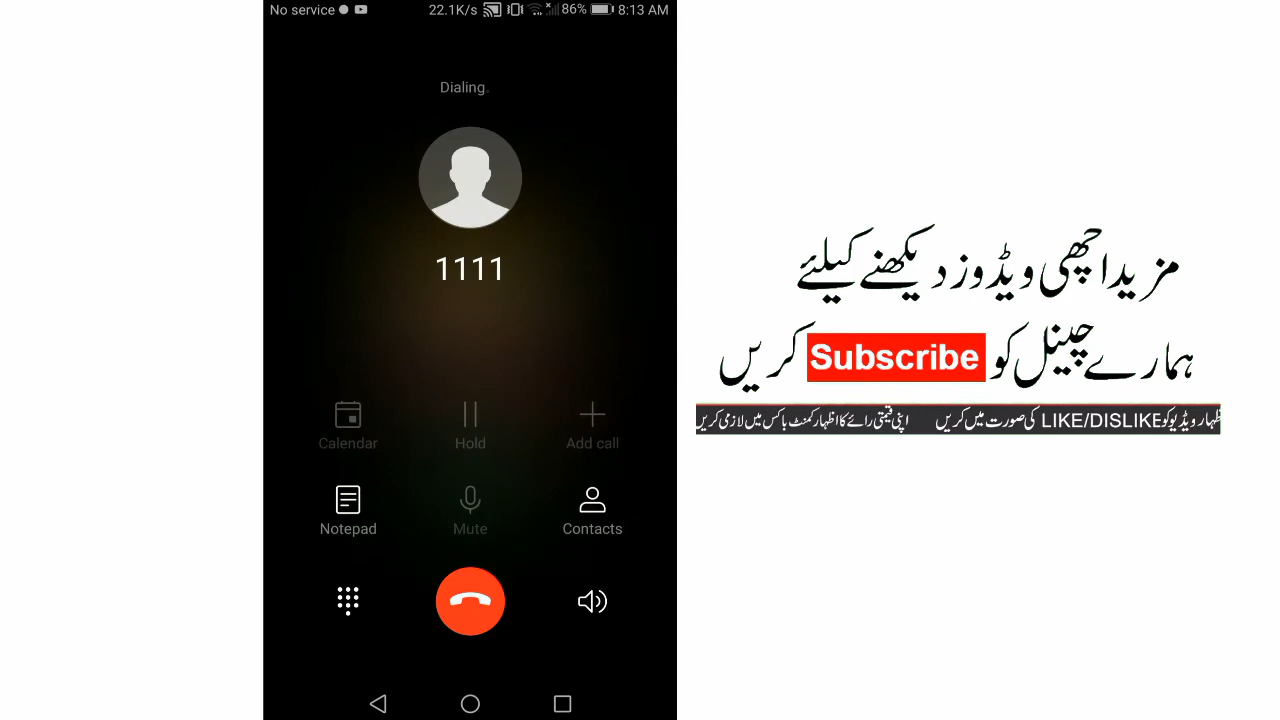 No service 22.1K/s 86% 8:13 AM
Dialing.
1111
Calendar Hold Add call
Notepad Mute Contacts
مزید اچھی ویڈوز دیکھنے کیلئے
ہمارے چینل کو Subscribe کریں
ظہار ویڈیو کو LIKE/DISLIKE کی صورت میں کریں اپنی قیمتی رائے کا اظہار کمنٹ باکس میں لازمی کریں